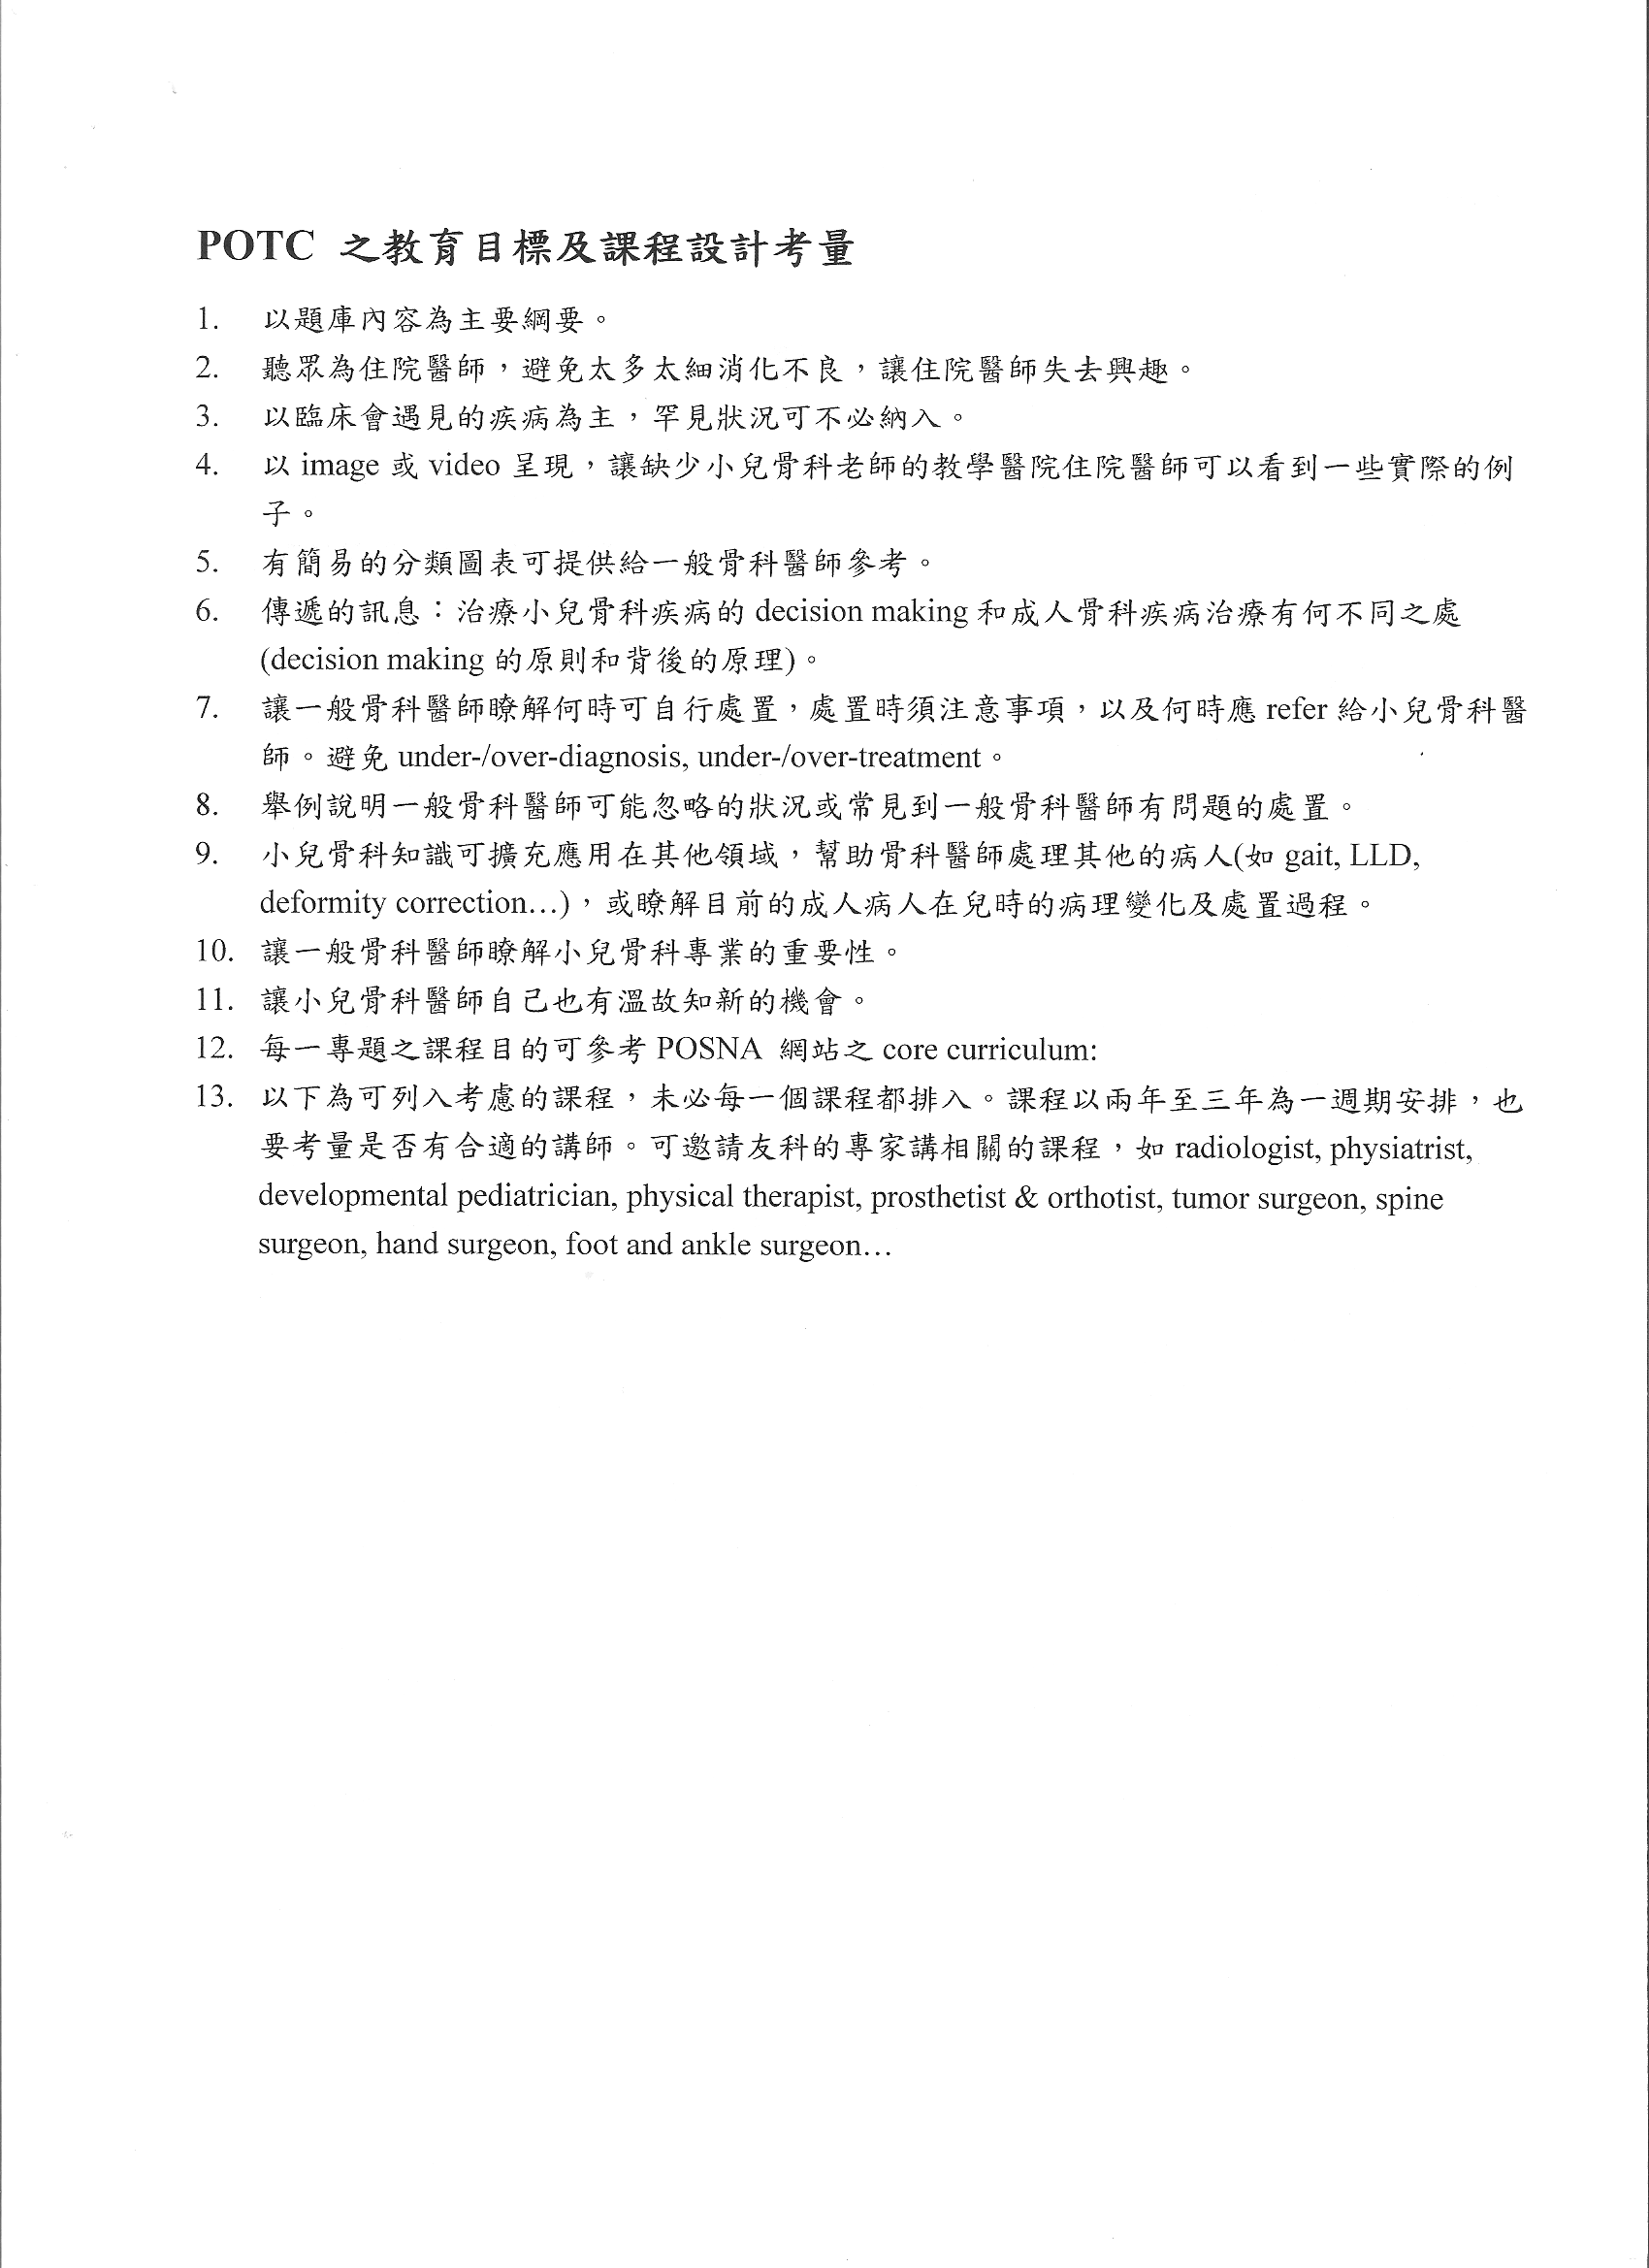 POTC 之教育目標及課程設計考量
1. 以題庫內容為主要綱要。
2. 聽眾為住院醫師，避免太多太細消化不良，讓住院醫師失去興趣。
3. 以臨床會遇見的疾病為主，罕見狀況可不必納入。
4. 以 image 或 video 呈現，讓缺少小兒骨科老師的教學醫院住院醫師可以看到一些實際的例
子。
5. 有簡易的分類圖表可提供給一般骨科醫師參考。
6. 傳遞的訊息：治療小兒骨科疾病的 decision making 和成人骨科疾病治療有何不同之處
(decision making 的原則和背後的原理)。
7. 讓一般骨科醫師瞭解何時可自行處置，處置時須注意事項，以及何時應 refer 給小兒骨科醫
師。避免 under-/over-diagnosis, under-/over-treatment。
8. 舉例說明一般骨科醫師可能忽略的狀況或常見到一般骨科醫師有問題的處置。
9. 小兒骨科知識可擴充應用在其他領域，幫助骨科醫師處理其他的病人(如 gait, LLD,
deformity correction…)，或瞭解目前的成人病人在兒時的病理變化及處置過程。
10. 讓一般骨科醫師瞭解小兒骨科專業的重要性。
11. 讓小兒骨科醫師自己也有溫故知新的機會。
12. 每一專題之課程目的可參考 POSNA 網站之 core curriculum:
13. 以下為可列入考慮的課程，未必每一個課程都排入。課程以兩年至三年為一週期安排，也
要考量是否有合適的講師。可邀請友科的專家講相關的課程，如 radiologist, physiatrist,
developmental pediatrician, physical therapist, prosthetist & orthotist, tumor surgeon, spine
surgeon, hand surgeon, foot and ankle surgeon…